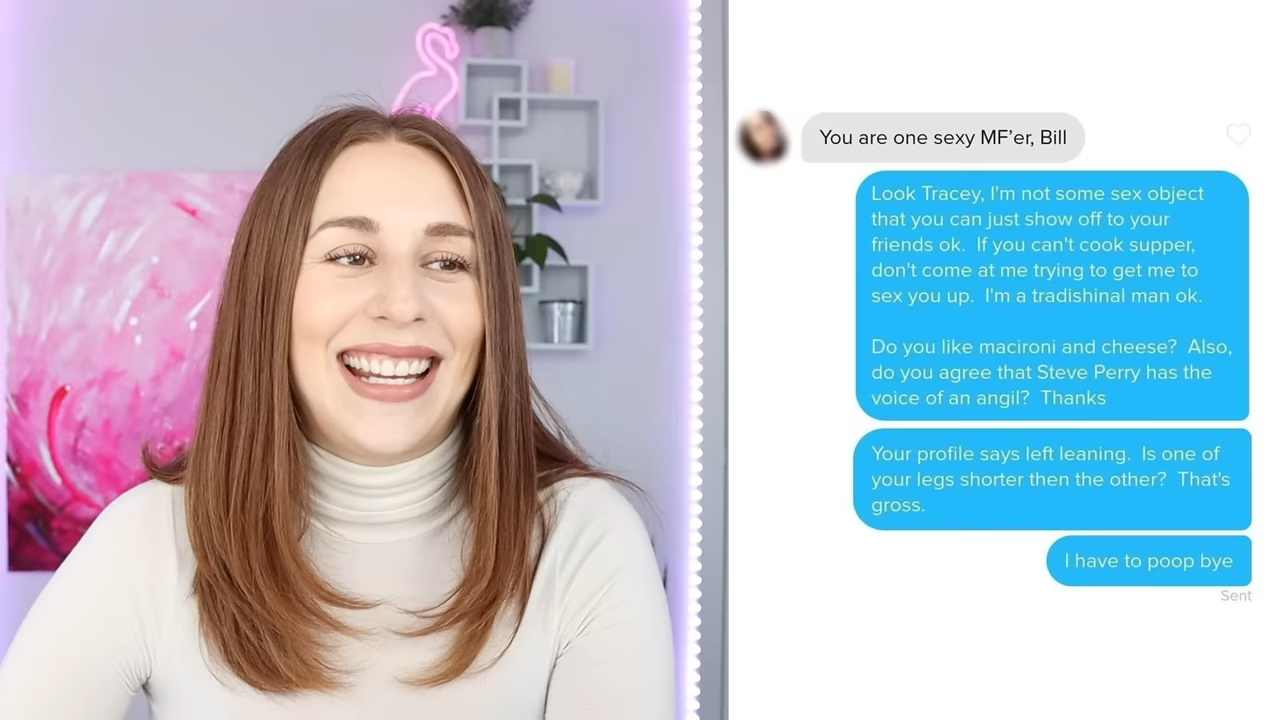 You are one sexy MF’er, Bill
Look Tracey, I'm not some sex object
that you can just show off to your
friends ok.  If you can't cook supper,
don't come at me trying to get me to
sex you up.  I'm a tradishinal man ok.
Do you like macironi and cheese?  Also,
do you agree that Steve Perry has the
voice of an angil?  Thanks
Your profile says left leaning.  Is one of
your legs shorter then the other?  That's
gross.
I have to poop bye
Sent